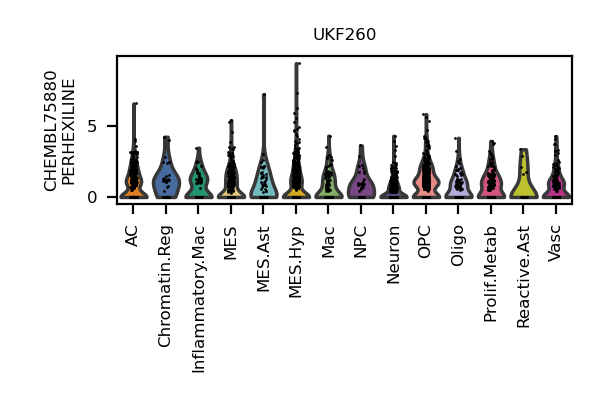 UKF260
CHEMBL75880
PERHEXILINE
5
0
AC
Chromatin.Reg
Inflammatory.Mac
MES
MES.Ast
MES.Hyp
Mac
NPC
Neuron
OPC
Oligo
Prolif.Metab
Reactive.Ast
Vasc